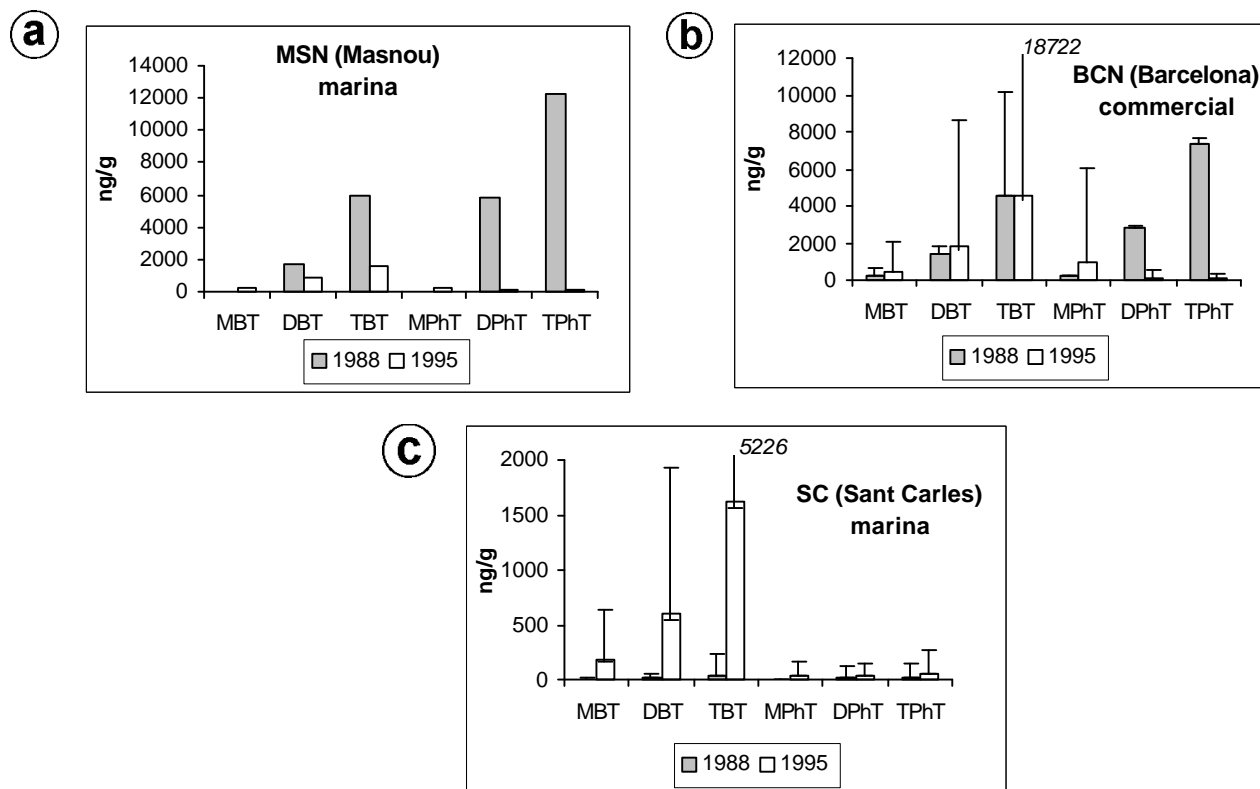 a
MSN (Masnou)
marina
ng/g
14000
12000
10000
8000
6000
4000
2000
0
MBT DBT TBT MPhT DPhT TPhT
1988 1995
b
18722
BCN (Barcelona)
commercial
ng/g
12000
10000
8000
6000
4000
2000
0
MBT DBT TBT MPhT DPhT TPhT
1988 1995
c
5226
SC (Sant Carles)
marina
ng/g
2000
1500
1000
500
0
MBT DBT TBT MPhT DPhT TPhT
1988 1995